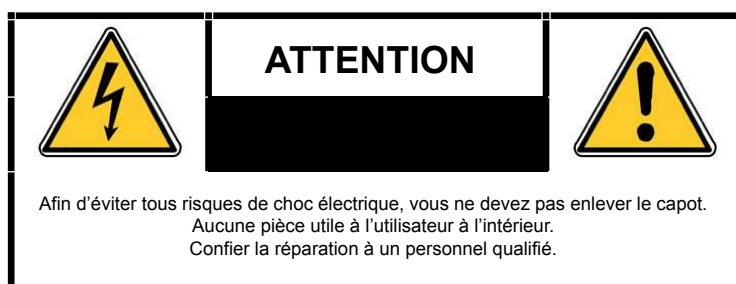 ATTENTION
Afin d’éviter tous risques de choc électrique, vous ne devez pas enlever le capot.
Aucune pièce utile à l’utilisateur à l’intérieur.
Confier la réparation à un personnel qualifié.